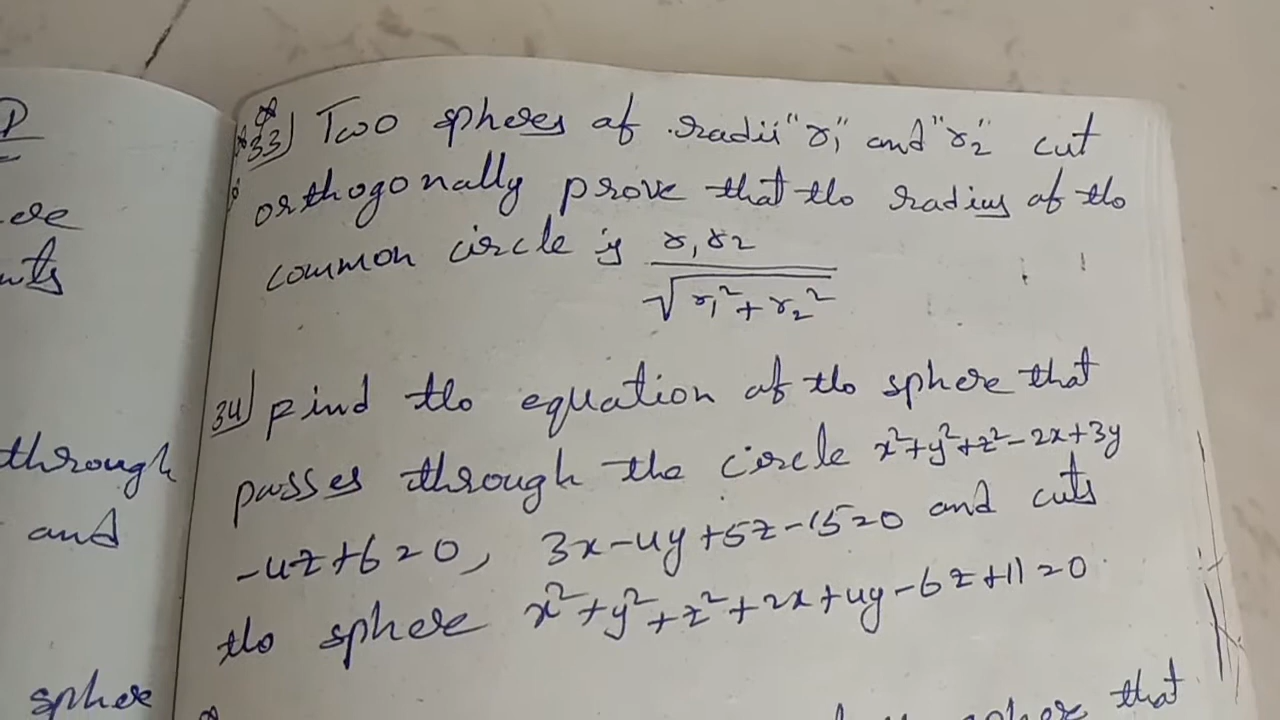 33) Two spheres of radii "r₁" and "r₂" cut
orthogonally prove that the radius of the
common circle is r₁r₂
√r₁²+r₂²
34) Find the equation of the sphere that
passes through the circle x²+y²+z²-2x+3y
-4z+6=0, 3x-4y+5z-15=0 and cuts
the sphere x²+y²+z²+2x+4y-6z+11=0.
sphere that
through
and
sphere